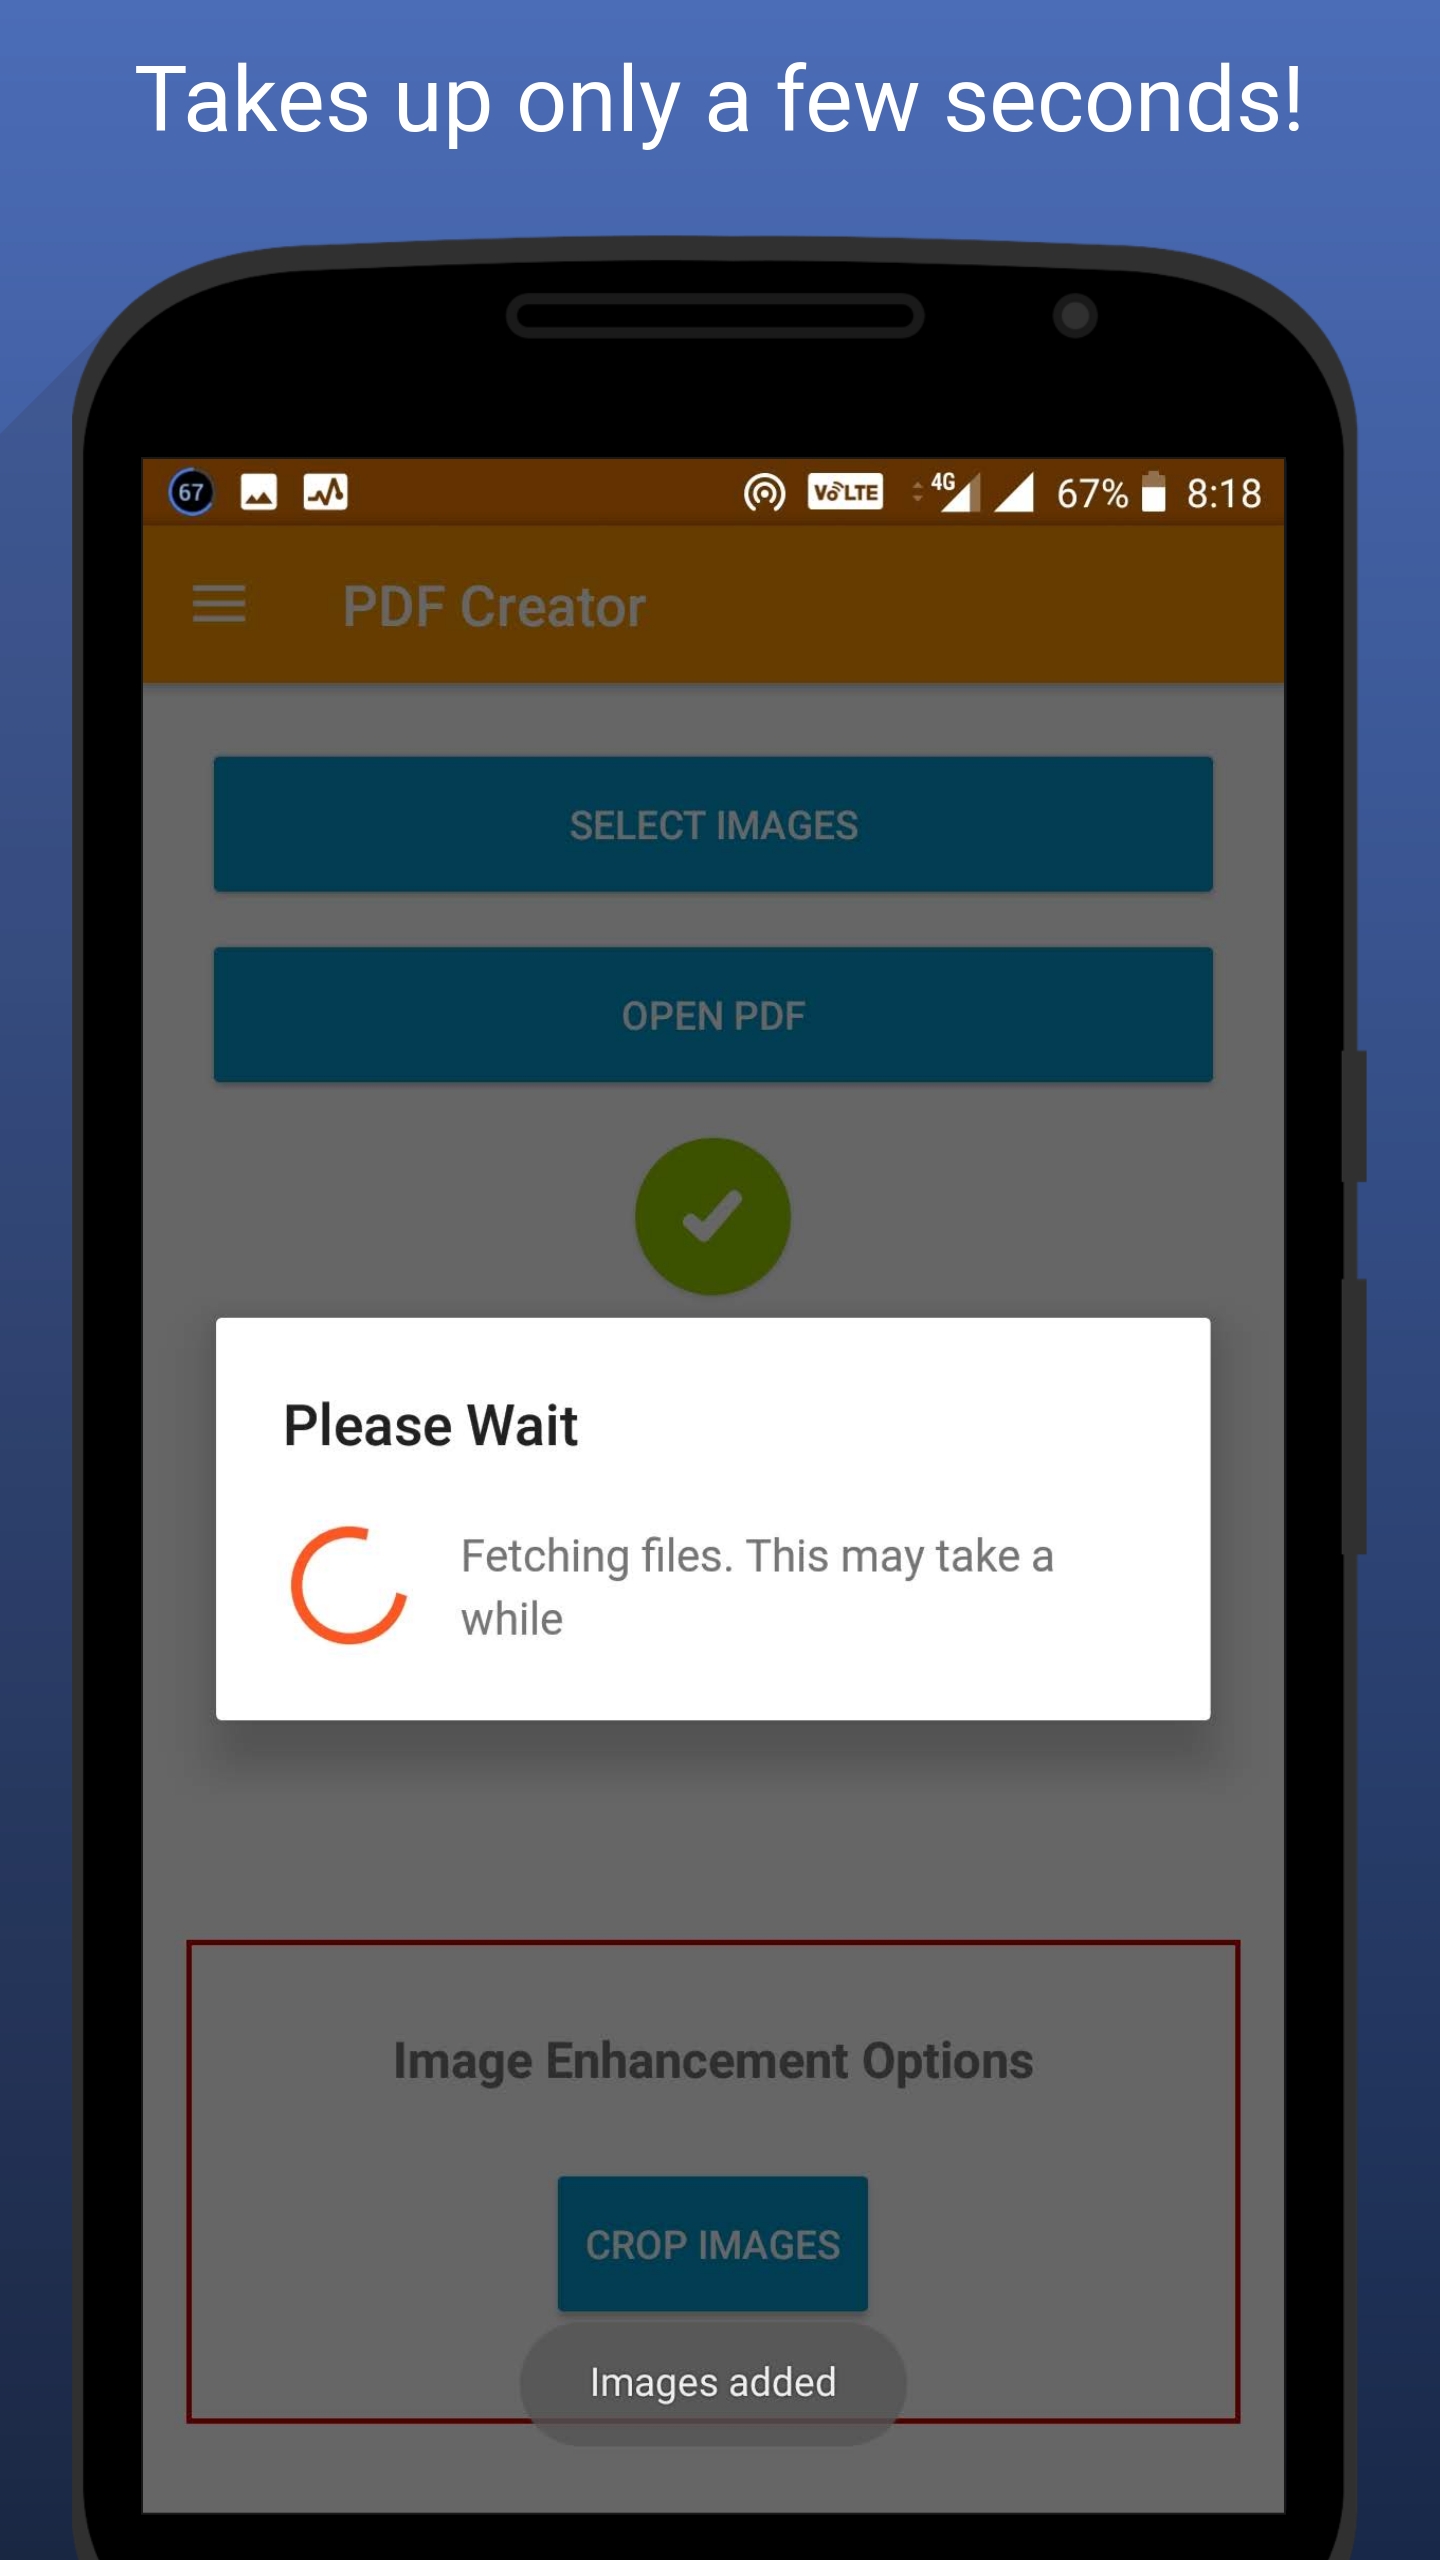 Takes up only a few seconds!
67
VoLTE 4G 67% 8:18
PDF Creator
SELECT IMAGES
OPEN PDF
Please Wait
Fetching files. This may take a
while
Image Enhancement Options
CROP IMAGES
Images added